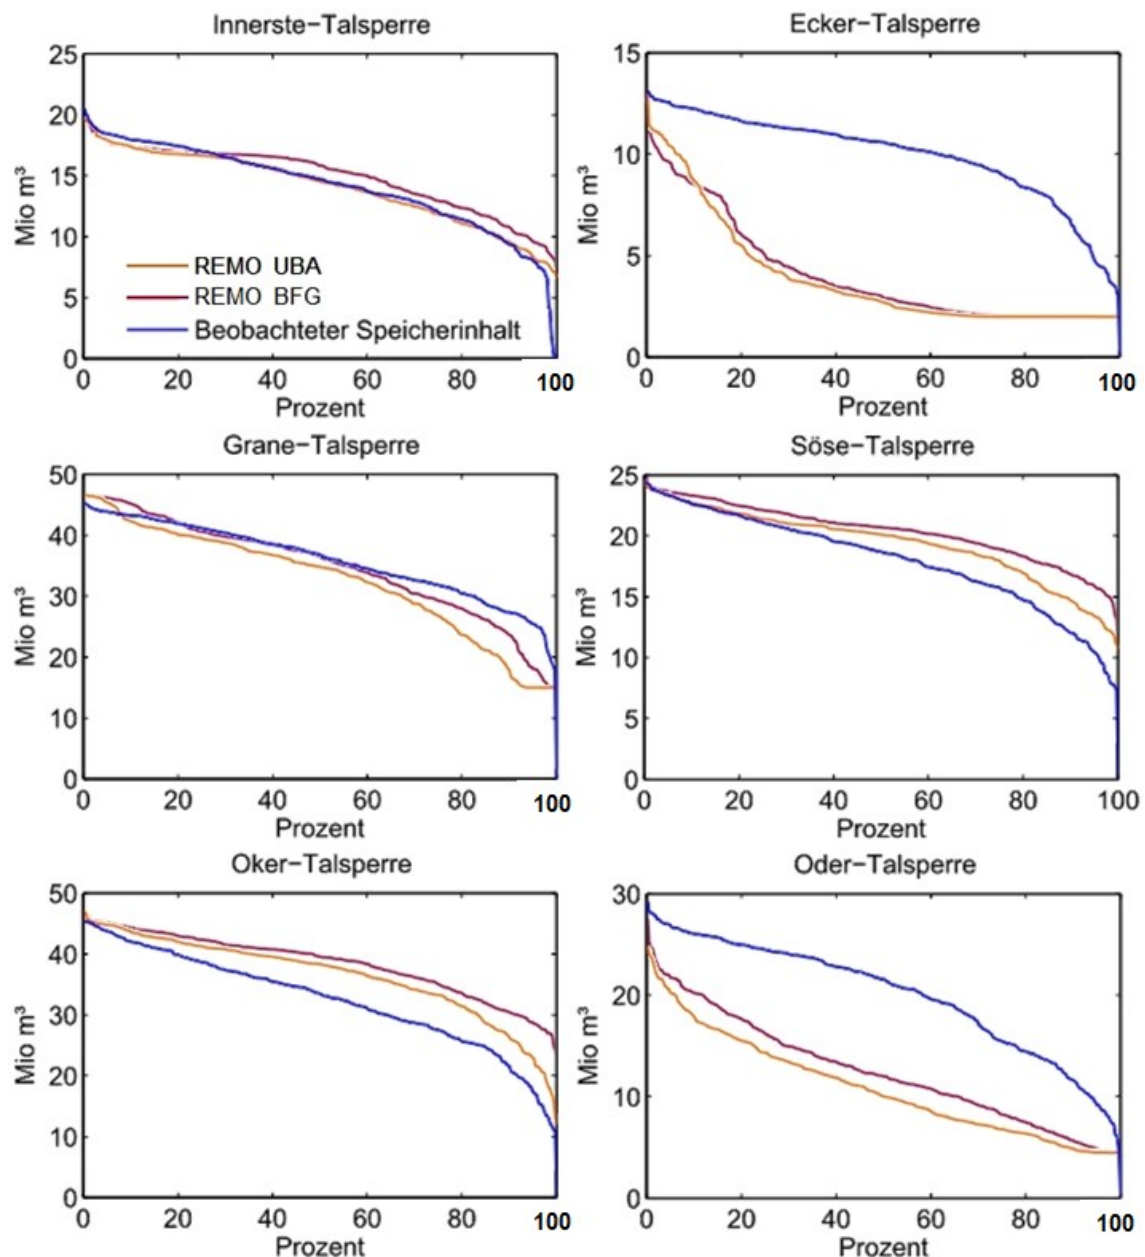 Innerste-Talsperre
25
20
15
10
5
0
Mio m³
REMO UBA
REMO BFG
Beobachteter Speicherinhalt
0 20 40 60 80 100
Prozent
Ecker-Talsperre
15
10
5
0
Mio m³
0 20 40 60 80 100
Prozent
Grane-Talsperre
50
40
30
20
10
0
Mio m³
0 20 40 60 80 100
Prozent
Söse-Talsperre
25
20
15
10
5
0
Mio m³
0 20 40 60 80 100
Prozent
Oker-Talsperre
50
40
30
20
10
0
Mio m³
0 20 40 60 80 100
Prozent
Oder-Talsperre
30
20
10
0
Mio m³
0 20 40 60 80 100
Prozent